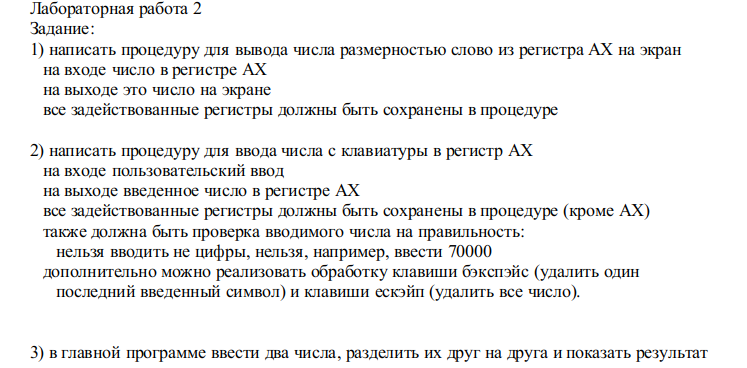 Лабораторная работа 2
Задание:
1) написать процедуру для вывода числа размерностью слово из регистра AX на экран
на входе число в регистре AX
на выходе это число на экране
все задействованные регистры должны быть сохранены в процедуре
2) написать процедуру для ввода числа с клавиатуры в регистр AX
на входе пользовательский ввод
на выходе введенное число в регистре AX
все задействованные регистры должны быть сохранены в процедуре (кроме AX)
также должна быть проверка вводимого числа на правильность:
нельзя вводить не цифры, нельзя, например, ввести 70000
дополнительно можно реализовать обработку клавиши бэкспэйс (удалить один
последний введенный символ) и клавиши ескэйп (удалить все число).
3) в главной программе ввести два числа, разделить их друг на друга и показать результат